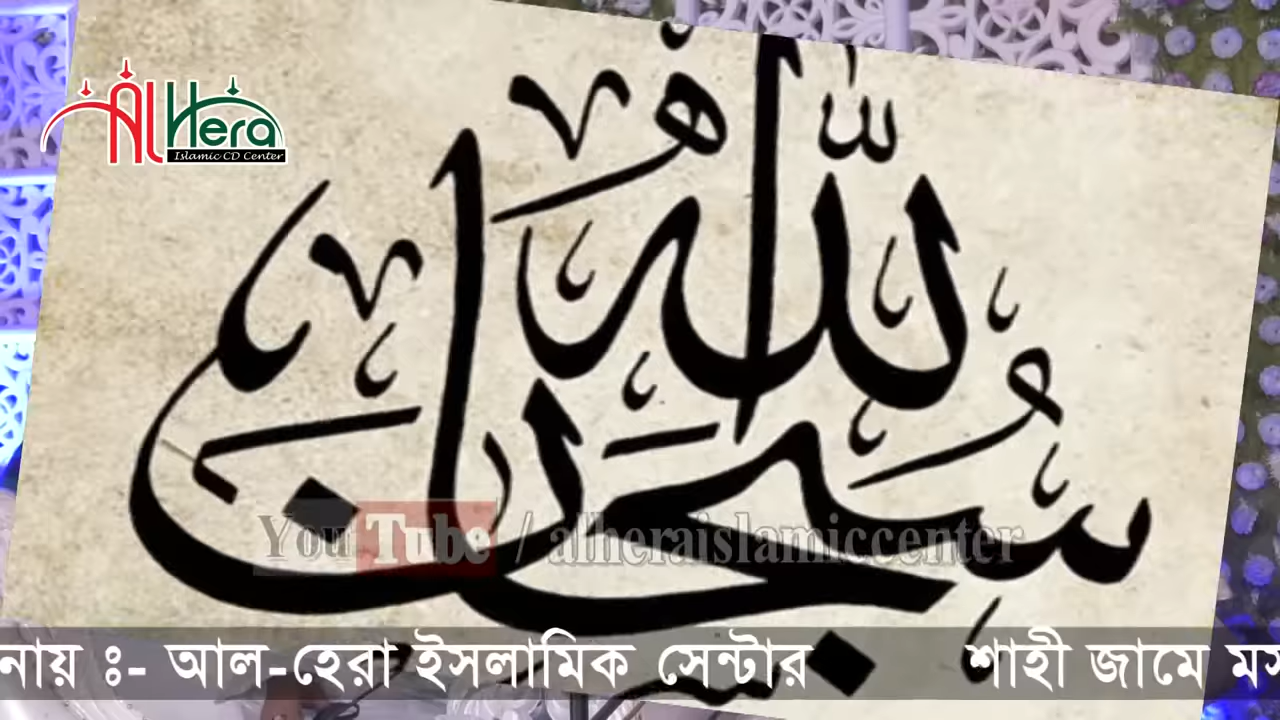 Al Hera
Islamic CD Center
سبحان الله
YouTube / alheraislamiccenter
নায় ঃ- আল-হেরা ইসলামিক সেন্টার শাহী জামে মস